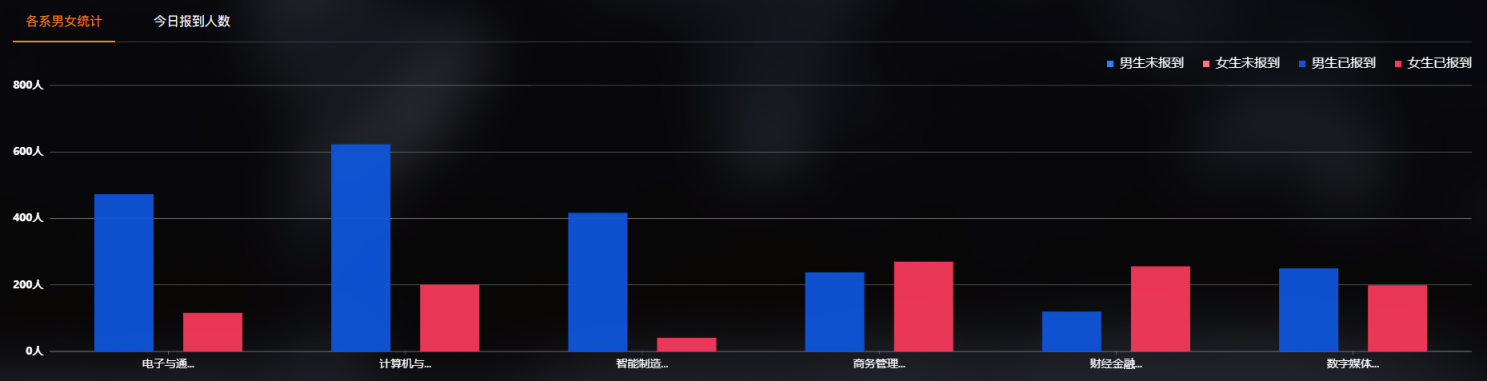 各系男女统计 今日报到人数
男生未报到 女生未报到 男生已报到 女生已报到
800人
600人
400人
200人
0人
电子与通... 计算机与... 智能制造... 商务管理... 财经金融... 数字媒体...